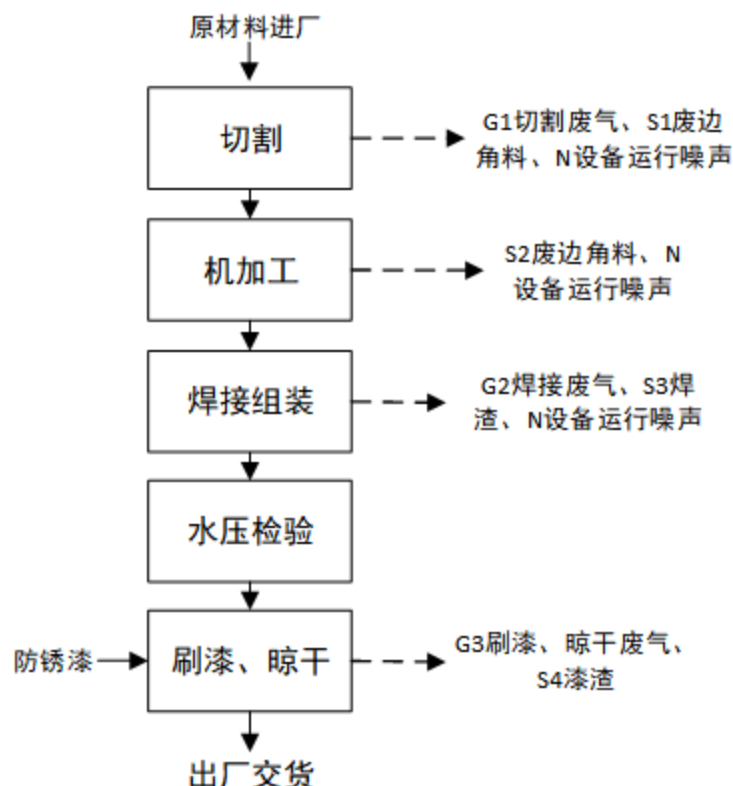 原材料进厂
切割
G1切割废气、S1废边
角料、N设备运行噪声
机加工
S2废边角料、N
设备运行噪声
焊接组装
G2焊接废气、S3焊
渣、N设备运行噪声
水压检验
防锈漆
刷漆、晾干
G3刷漆、晾干废气、
S4漆渣
出厂交货